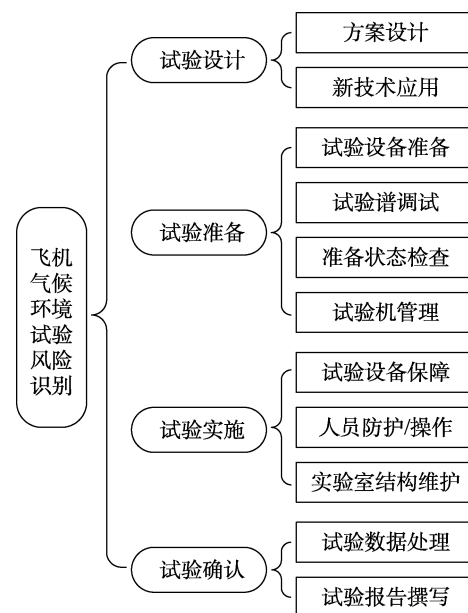 飞机
气候
环境
试验
风险
识别
试验设计
方案设计
新技术应用
试验准备
试验设备准备
试验谱调试
准备状态检查
试验机管理
试验实施
试验设备保障
人员防护/操作
实验室结构维护
试验确认
试验数据处理
试验报告撰写